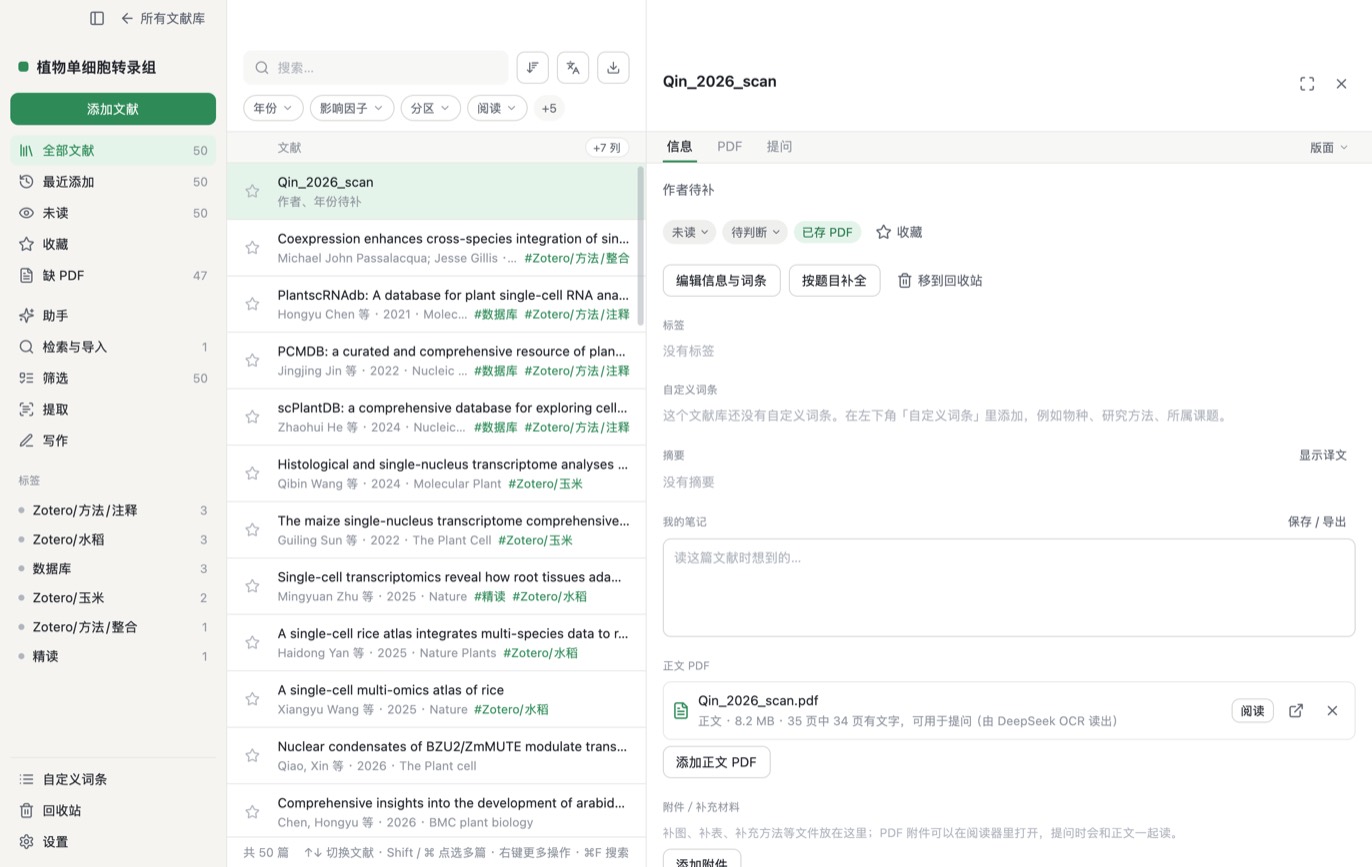 所有文献库
植物单细胞转录组
添加文献
全部文献 50
最近添加 50
未读 50
收藏
缺 PDF 47
助手
检索与导入 1
筛选 50
提取
写作
标签
Zotero/方法/注释 3
Zotero/水稻 3
数据库 3
Zotero/玉米 2
Zotero/方法/整合 1
精读 1
自定义词条
回收站
设置
搜索...
年份 影响因子 分区 阅读 +5
文献 +7 列
Qin_2026_scan
作者、年份待补
Coexpression enhances cross-species integration of sin...
Michael John Passalacqua; Jesse Gillis ·... #Zotero/方法/整合
PlantscRNAdb: A database for plant single-cell RNA ana...
Hongyu Chen 等 · 2021 · Molec... #数据库 #Zotero/方法/注释
PCMDB: a curated and comprehensive resource of plan...
Jingjing Jin 等 · 2022 · Nucleic ... #数据库 #Zotero/方法/注释
scPlantDB: a comprehensive database for exploring cell...
Zhaohui He 等 · 2024 · Nucleic... #数据库 #Zotero/方法/注释
Histological and single-nucleus transcriptome analyses ...
Qibin Wang 等 · 2024 · Molecular Plant #Zotero/玉米
The maize single-nucleus transcriptome comprehensive...
Guiling Sun 等 · 2022 · The Plant Cell #Zotero/玉米
Single-cell transcriptomics reveal how root tissues ada...
Mingyuan Zhu 等 · 2025 · Nature #精读 #Zotero/水稻
A single-cell rice atlas integrates multi-species data to r...
Haidong Yan 等 · 2025 · Nature Plants #Zotero/水稻
A single-cell multi-omics atlas of rice
Xiangyu Wang 等 · 2025 · Nature #Zotero/水稻
Nuclear condensates of BZU2/ZmMUTE modulate trans...
Qiao, Xin 等 · 2026 · The Plant cell
Comprehensive insights into the development of arabid...
Chen, Hongyu 等 · 2026 · BMC plant biology
共 50 篇 ↑↓ 切换文献 · Shift / ⌘ 点选多篇 · 右键更多操作 · ⌘F 搜索
Qin_2026_scan
信息 PDF 提问 版面
作者待补
未读 待判断 已存 PDF 收藏
编辑信息与词条 按题目补全 移到回收站
标签
没有标签
自定义词条
这个文献库还没有自定义词条。在左下角「自定义词条」里添加，例如物种、研究方法、所属课题。
摘要 显示译文
没有摘要
我的笔记 保存 / 导出
读这篇文献时想到的...
正文 PDF
Qin_2026_scan.pdf
正文 · 8.2 MB · 35 页中 34 页有文字，可用于提问（由 DeepSeek OCR 读出） 阅读
添加正文 PDF
附件 / 补充材料
补图、补表、补充方法等文件放在这里；PDF 附件可以在阅读器里打开，提问时会和正文一起读。
添加附件